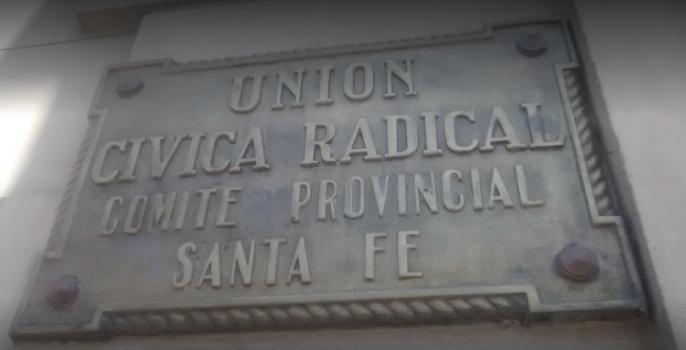 UNION
CIVICA RADICAL
COMITE PROVINCIAL
SANTA FE